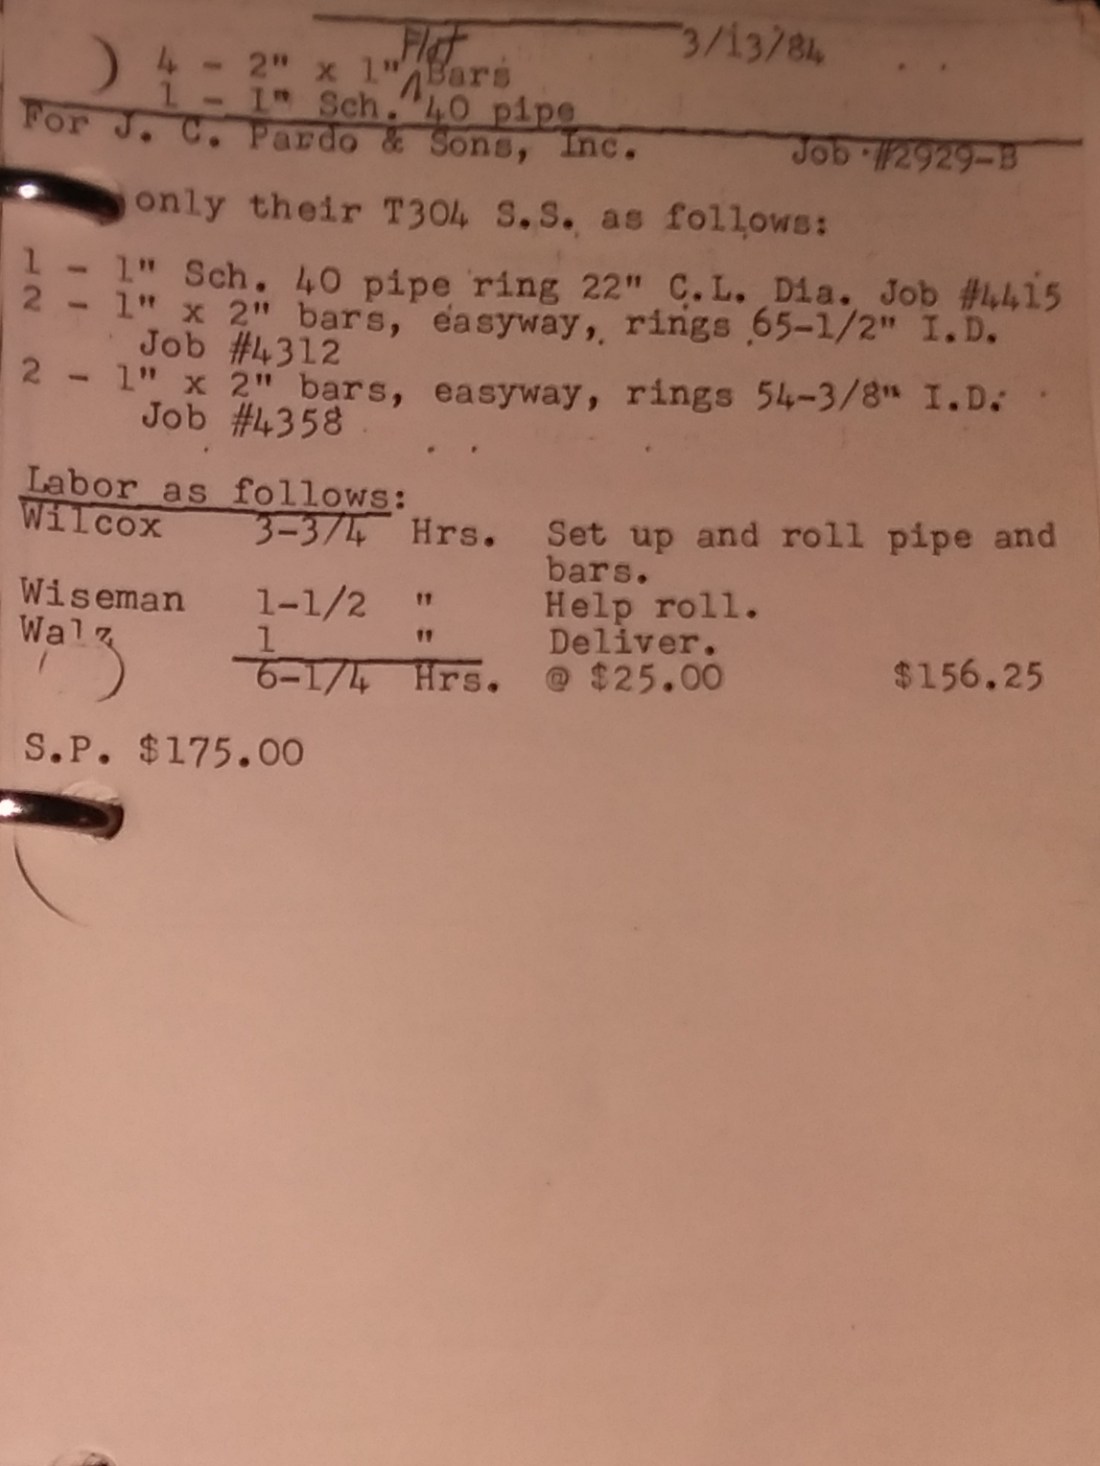 3/13/84
Flat
4 - 2" x 1" Bars
1 - 1" Sch. 40 pipe
For J. C. Pardo & Sons, Inc. Job #2929-B
only their T304 S.S. as follows:
1 - 1" Sch. 40 pipe ring 22" C.L. Dia. Job #4415
2 - 1" x 2" bars, easyway, rings 65-1/2" I.D.
Job #4312
2 - 1" x 2" bars, easyway, rings 54-3/8" I.D.
Job #4358
Labor as follows:
Wilcox 3-3/4 Hrs. Set up and roll pipe and
bars.
Wiseman 1-1/2 " Help roll.
Walz 1 " Deliver.
6-1/4 Hrs. @ $25.00 $156.25
S.P. $175.00